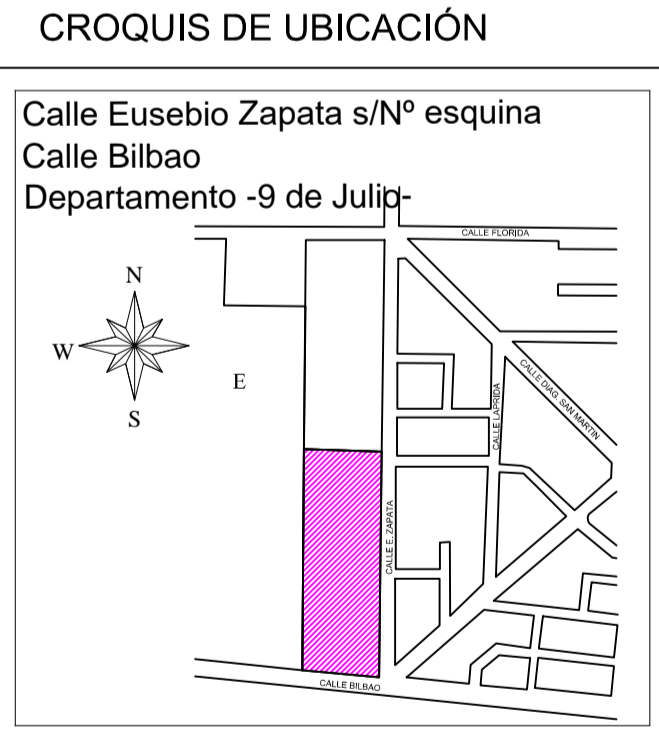 CROQUIS DE UBICACIÓN
Calle Eusebio Zapata s/Nº esquina
Calle Bilbao
Departamento -9 de Julio-
CALLE FLORIDA
N
W
E
S
CALLE DIAG. SAN MARTIN
CALLE LAPRIDA
CALLE E. ZAPATA
CALLE BILBAO